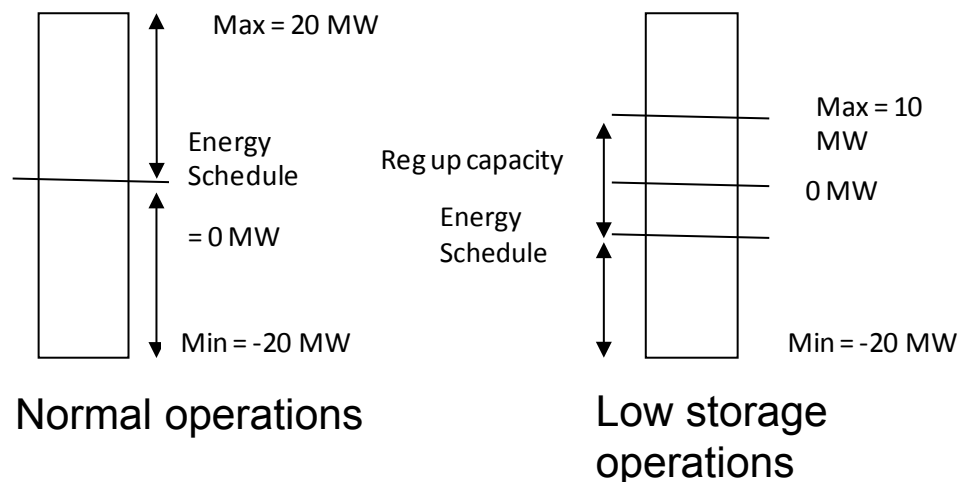 Max = 20 MW
Energy
Schedule
= 0 MW
Min = -20 MW
Normal operations
Max = 10
MW
Reg up capacity
0 MW
Energy
Schedule
Min = -20 MW
Low storage
operations